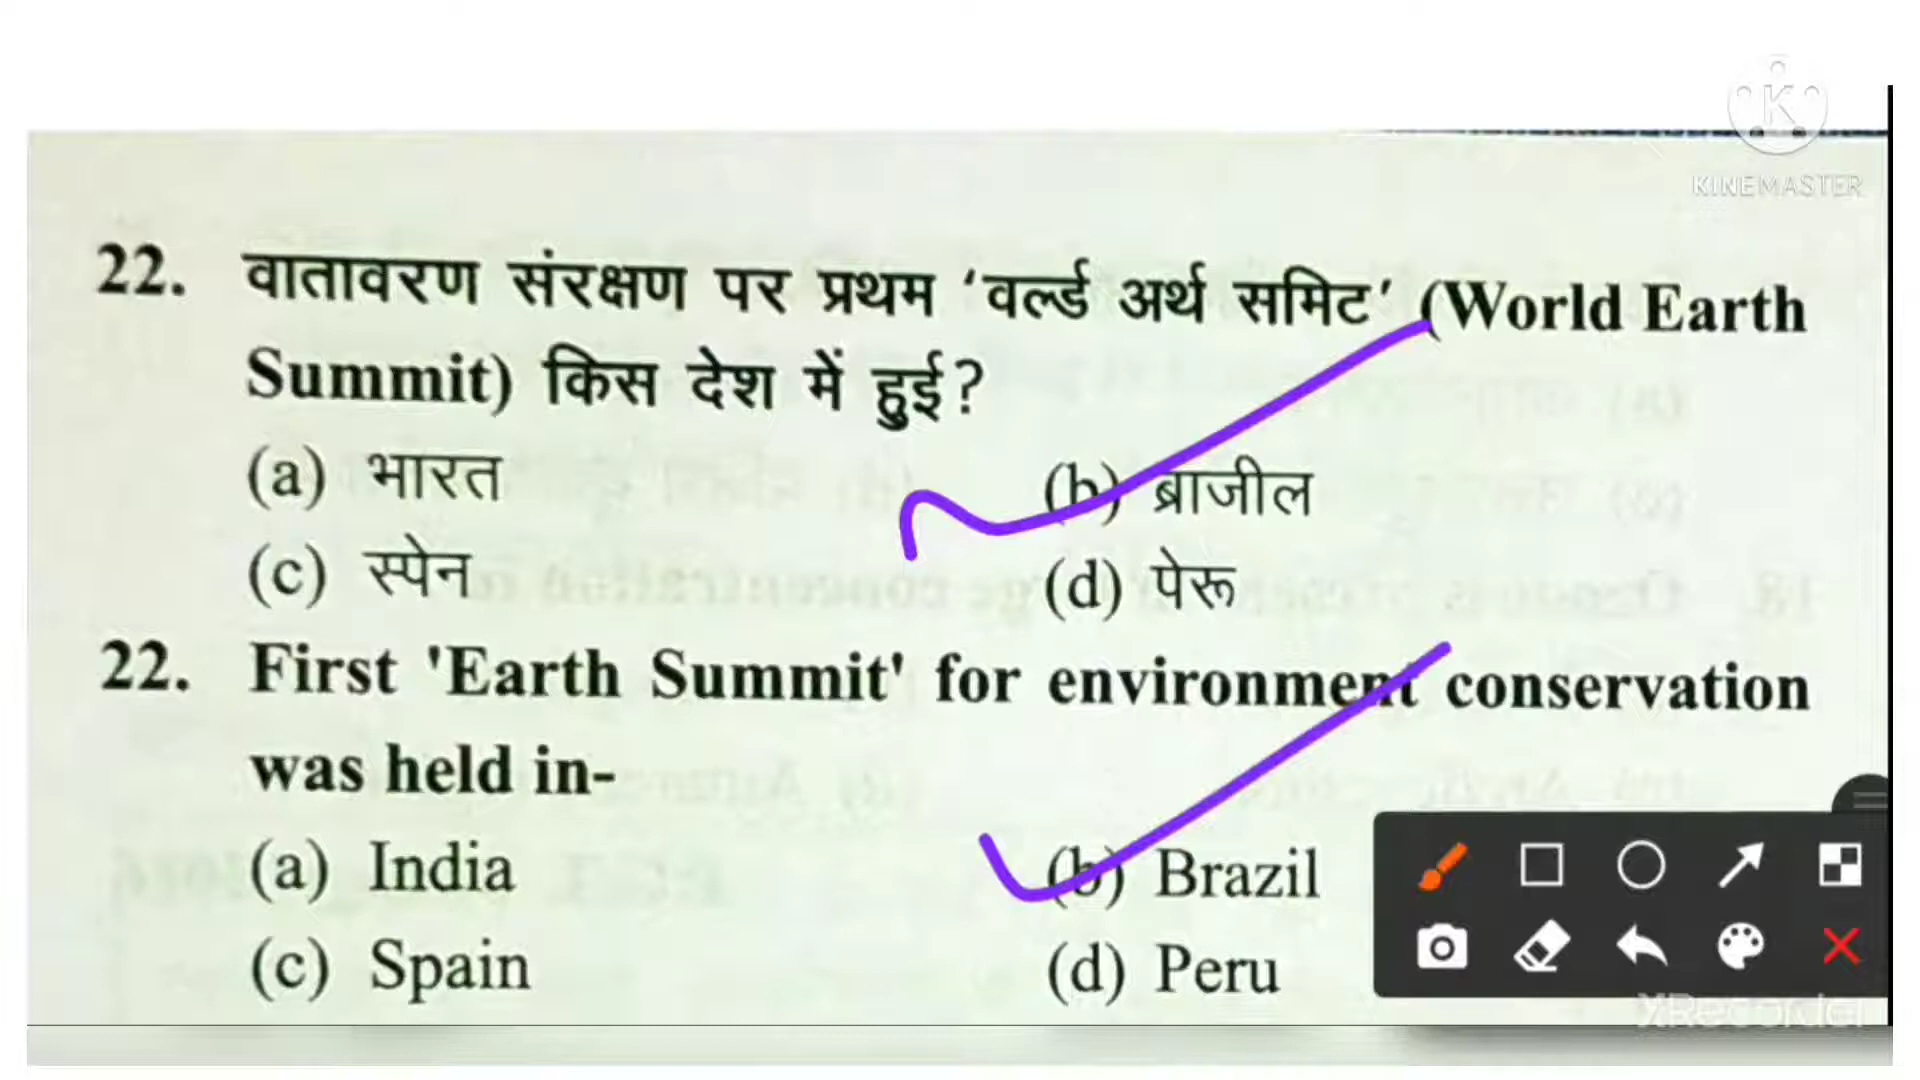 KINEMASTER
22. वातावरण संरक्षण पर प्रथम ‘वर्ल्ड अर्थ समिट’ (World Earth
Summit) किस देश में हुई?
(a) भारत (b) ब्राजील
(c) स्पेन (d) पेरू
22. First 'Earth Summit' for environment conservation
was held in-
(a) India (b) Brazil
(c) Spain (d) Peru
XRecorder